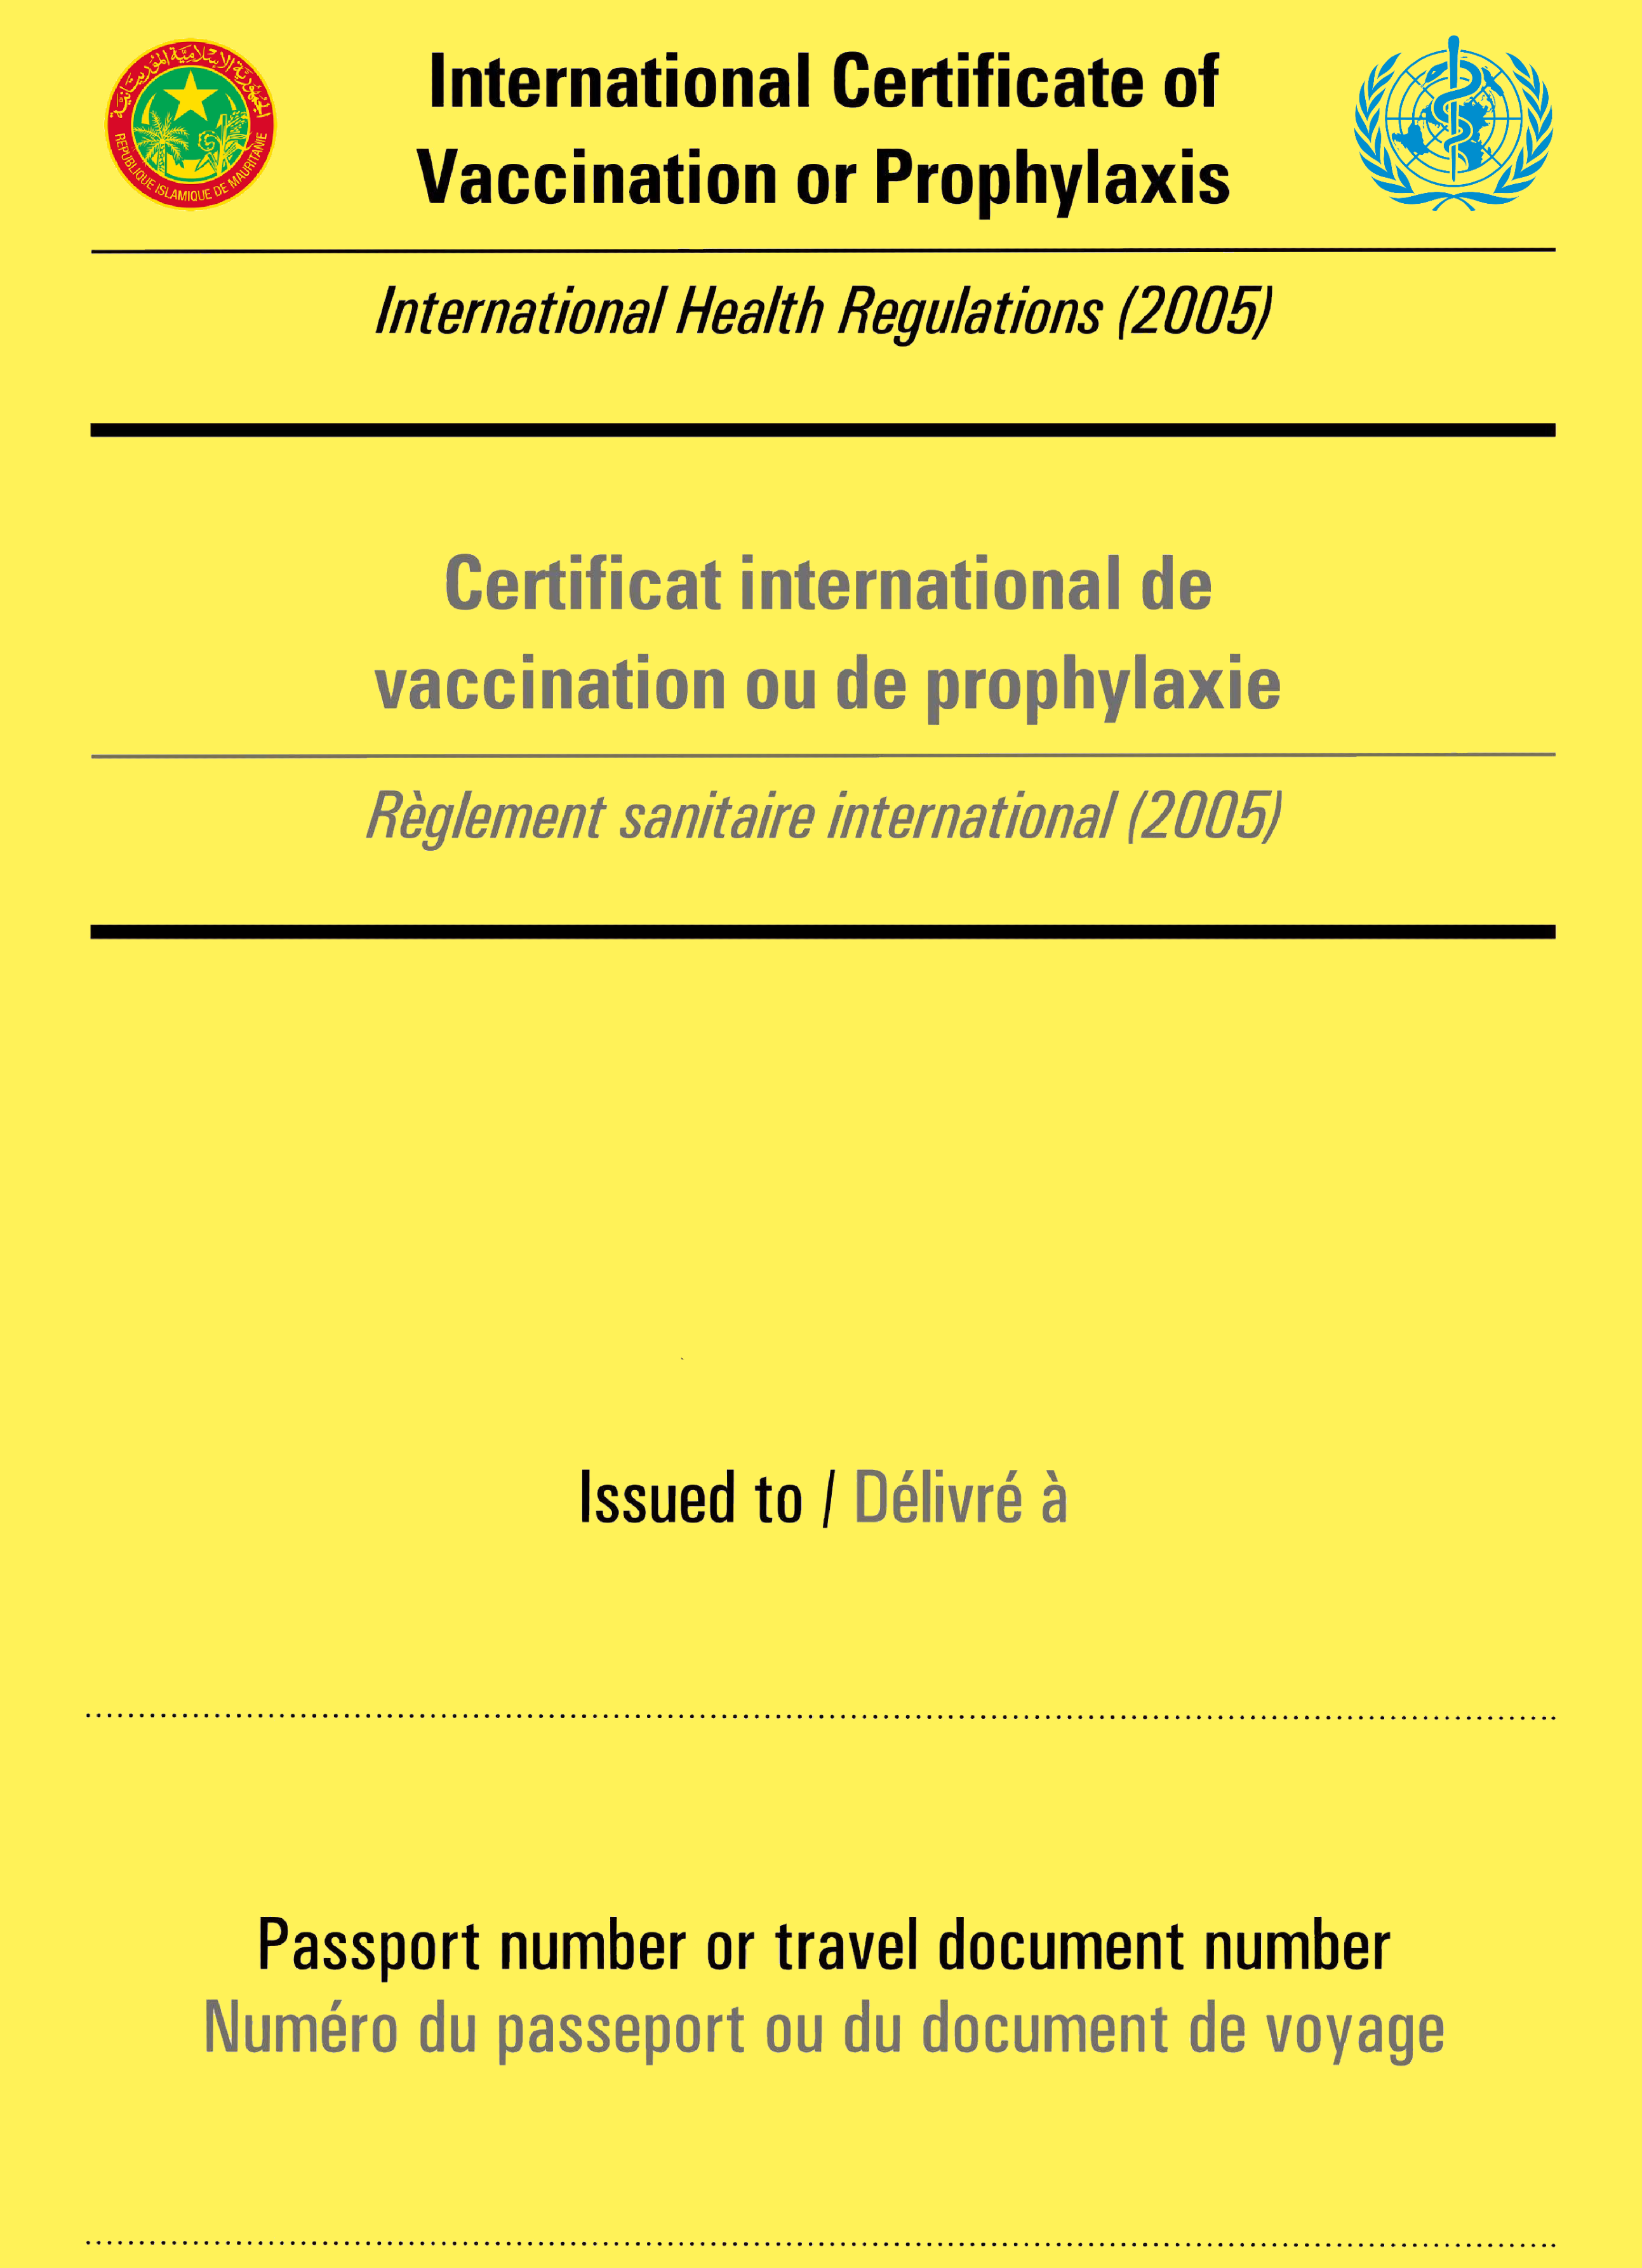 الجمهورية الإسلامية الموريتانية
REPUBLIQUE ISLAMIQUE DE MAURITANIE
International Certificate of
Vaccination or Prophylaxis
International Health Regulations (2005)
Certificat international de
vaccination ou de prophylaxie
Règlement sanitaire international (2005)
Issued to / Délivré à
Passport number or travel document number
Numéro du passeport ou du document de voyage